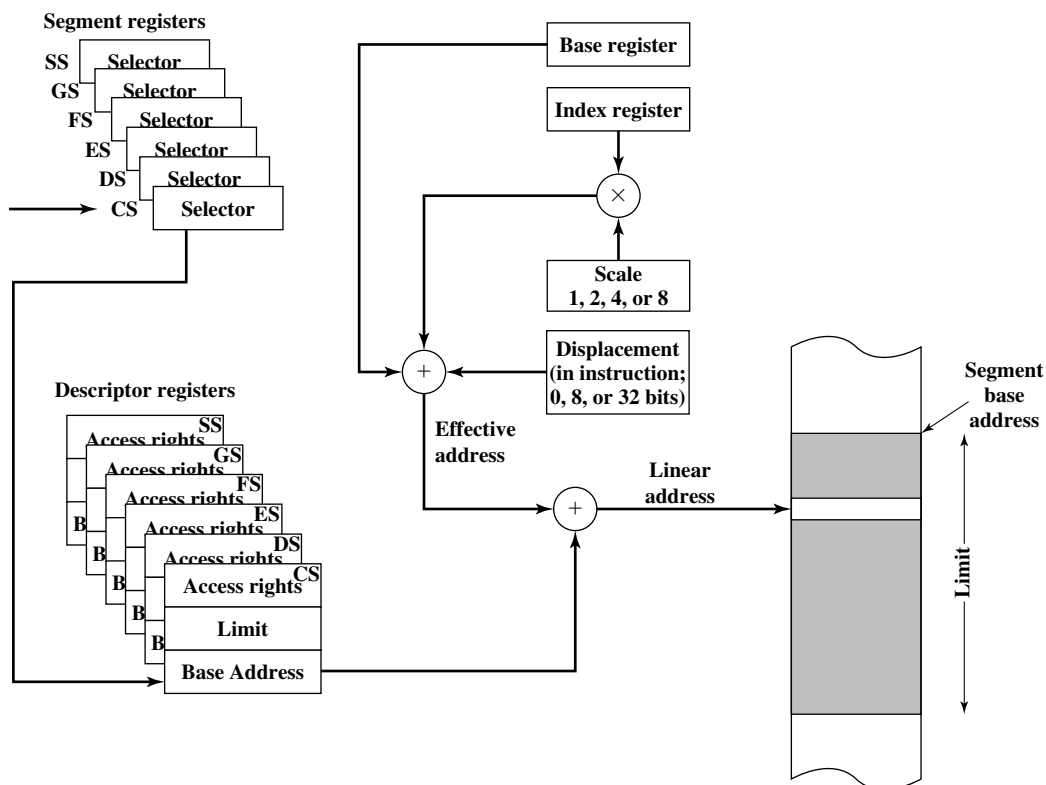 Segment registers
SS
Selector
GS
Selector
FS
Selector
ES
Selector
DS
Selector
CS
Selector
Base register
Index register
×
Scale
1, 2, 4, or 8
Displacement
(in instruction;
0, 8, or 32 bits)
+
Effective
address
Descriptor registers
SS
Access rights
GS
Access rights
FS
Access rights
ES
Access rights
DS
Access rights
CS
Access rights
Limit
Base Address
B
B
B
B
B
+
Linear
address
Segment
base
address
Limit